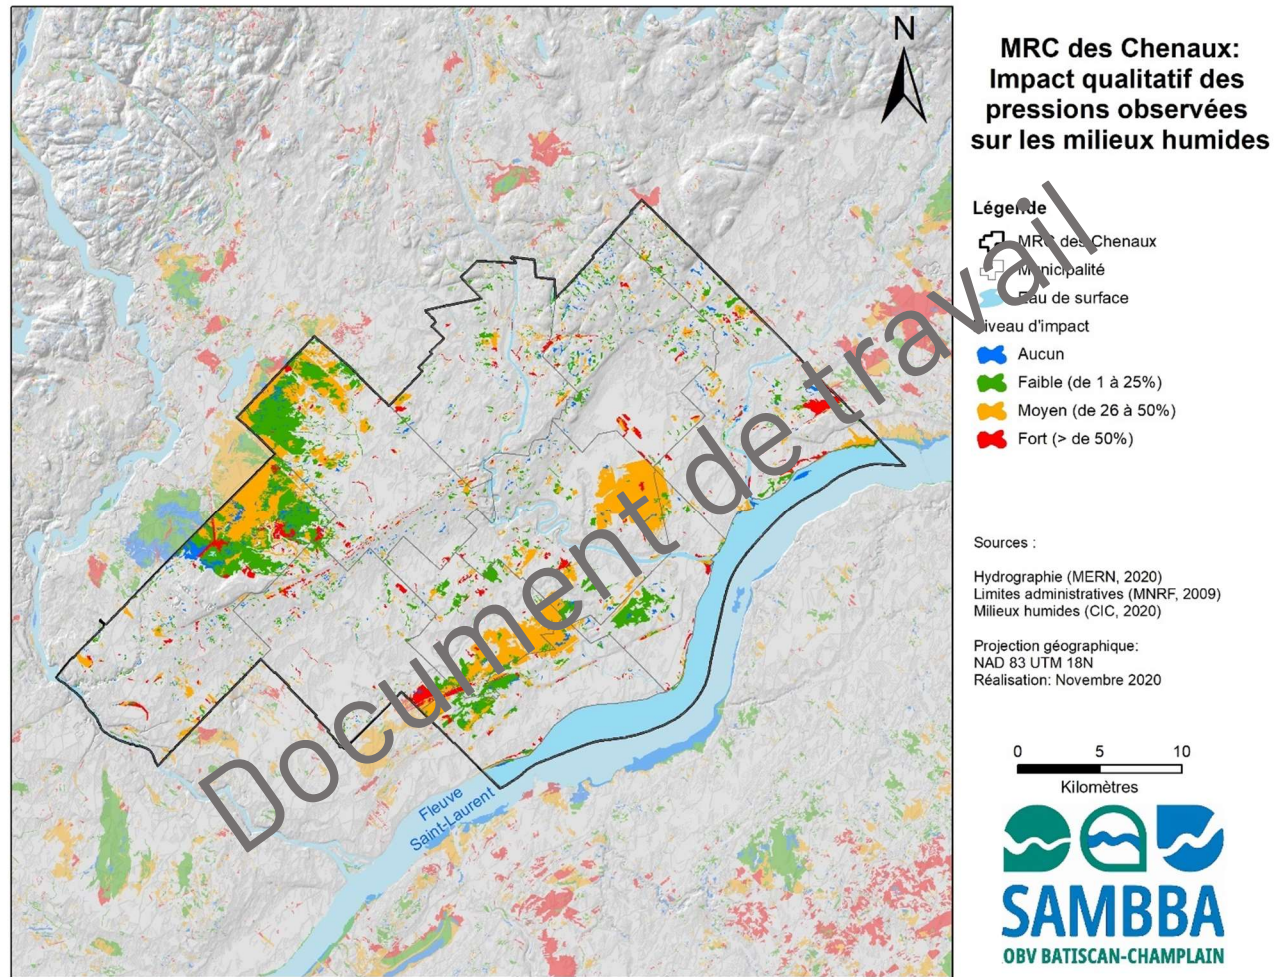 N
MRC des Chenaux:
Impact qualitatif des
pressions observées
sur les milieux humides
Légende
MRC des Chenaux
Municipalité
Eau de surface
Niveau d'impact
Aucun
Faible (de 1 à 25%)
Moyen (de 26 à 50%)
Fort (> de 50%)
Sources :
Hydrographie (MERN, 2020)
Limites administratives (MNRF, 2009)
Milieux humides (CIC, 2020)
Projection géographique:
NAD 83 UTM 18N
Réalisation: Novembre 2020
0 5 10
Kilomètres
Fleuve
Saint-Laurent
Document de travail
SAMBBA
OBV BATISCAN-CHAMPLAIN